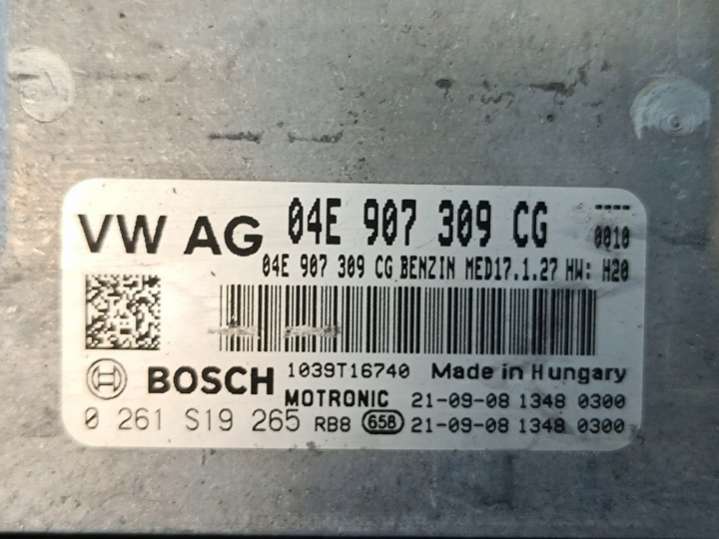 VW AG 04E 907 309 CG ----
0010
04E 907 309 CG BENZIN MED17.1.27 HW: H20
BOSCH 1039T16740 Made in Hungary
MOTRONIC 21-09-08 1348 0300
0 261 S19 265 RB8 658 21-09-08 1348 0300